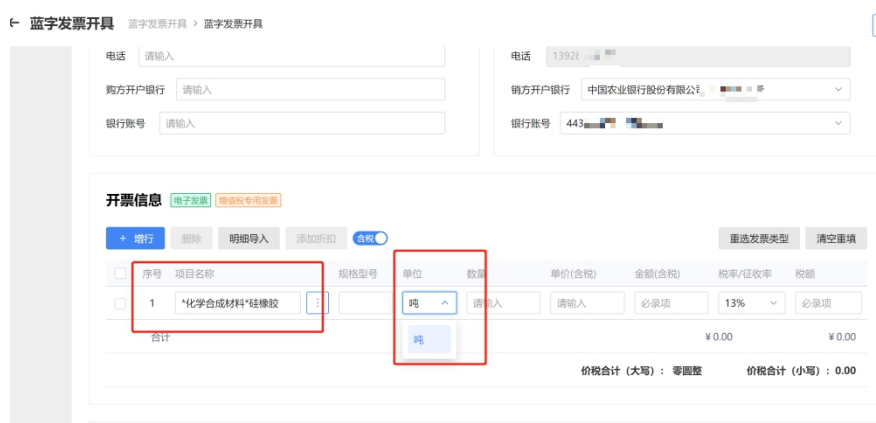 ← 蓝字发票开具 蓝字发票开具 > 蓝字发票开具
电话 请输入 电话 1392
购方开户银行 请输入 销方开户银行 中国农业银行股份有限公司
银行账号 请输入 银行账号 443
开票信息 电子发票 增值税专用发票
+ 增行 删除 明细导入 添加折扣 含税 重选发票类型 清空重填
序号 项目名称 规格型号 单位 数量 单价(含税) 金额(含税) 税率/征收率 税额
1 *化学合成材料*硅橡胶 吨 请输入 请输入 必录项 13% 必录项
吨
合计 ¥0.00 ¥0.00
价税合计（大写）: 零圆整 价税合计（小写）: 0.00